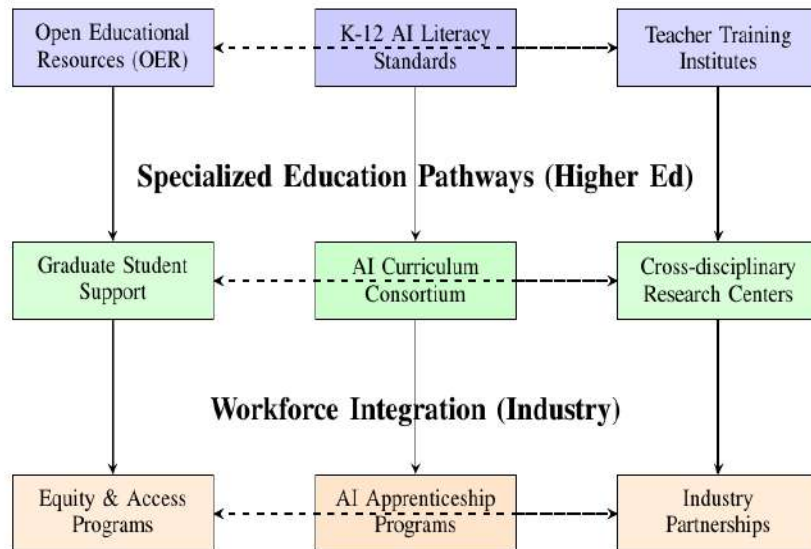 Open Educational
Resources (OER)
K-12 AI Literacy
Standards
Teacher Training
Institutes
Specialized Education Pathways (Higher Ed)
Graduate Student
Support
AI Curriculum
Consortium
Cross-disciplinary
Research Centers
Workforce Integration (Industry)
Equity & Access
Programs
AI Apprenticeship
Programs
Industry
Partnerships